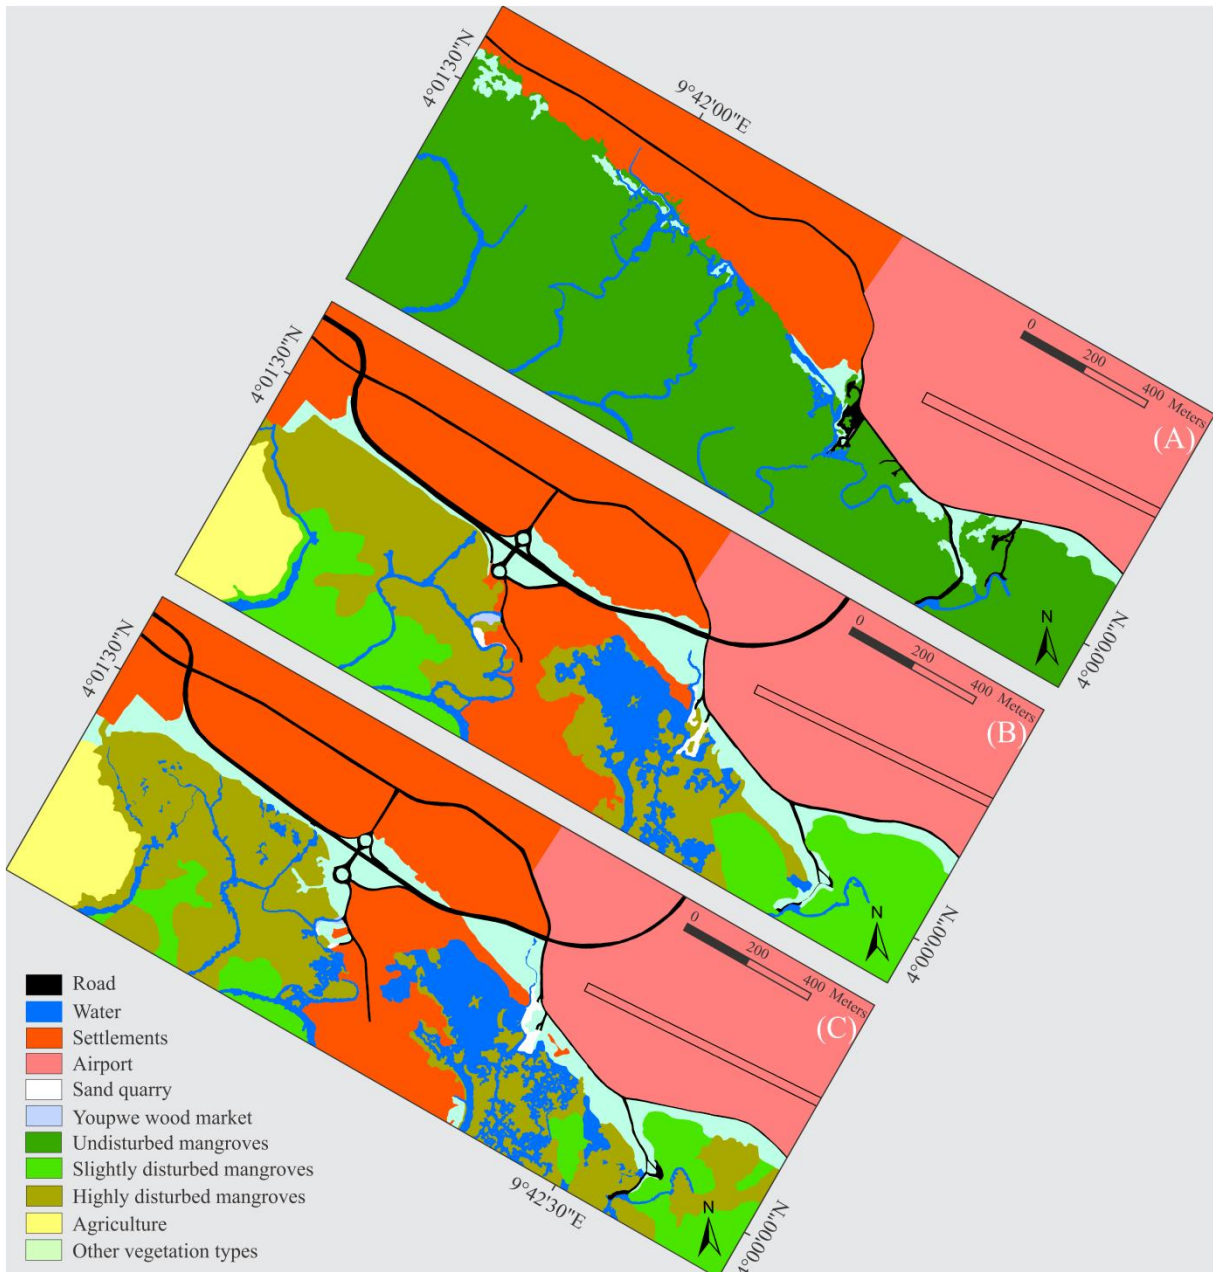 4°01'30"N
9°42'00"E
0
200
400 Meters
(A)
N
4°00'00"N
4°01'30"N
0
200
400 Meters
(B)
N
4°00'00"N
4°01'30"N
0
200
400 Meters
(C)
9°42'30"E
N
4°00'00"N
Road
Water
Settlements
Airport
Sand quarry
Youpwe wood market
Undisturbed mangroves
Slightly disturbed mangroves
Highly disturbed mangroves
Agriculture
Other vegetation types